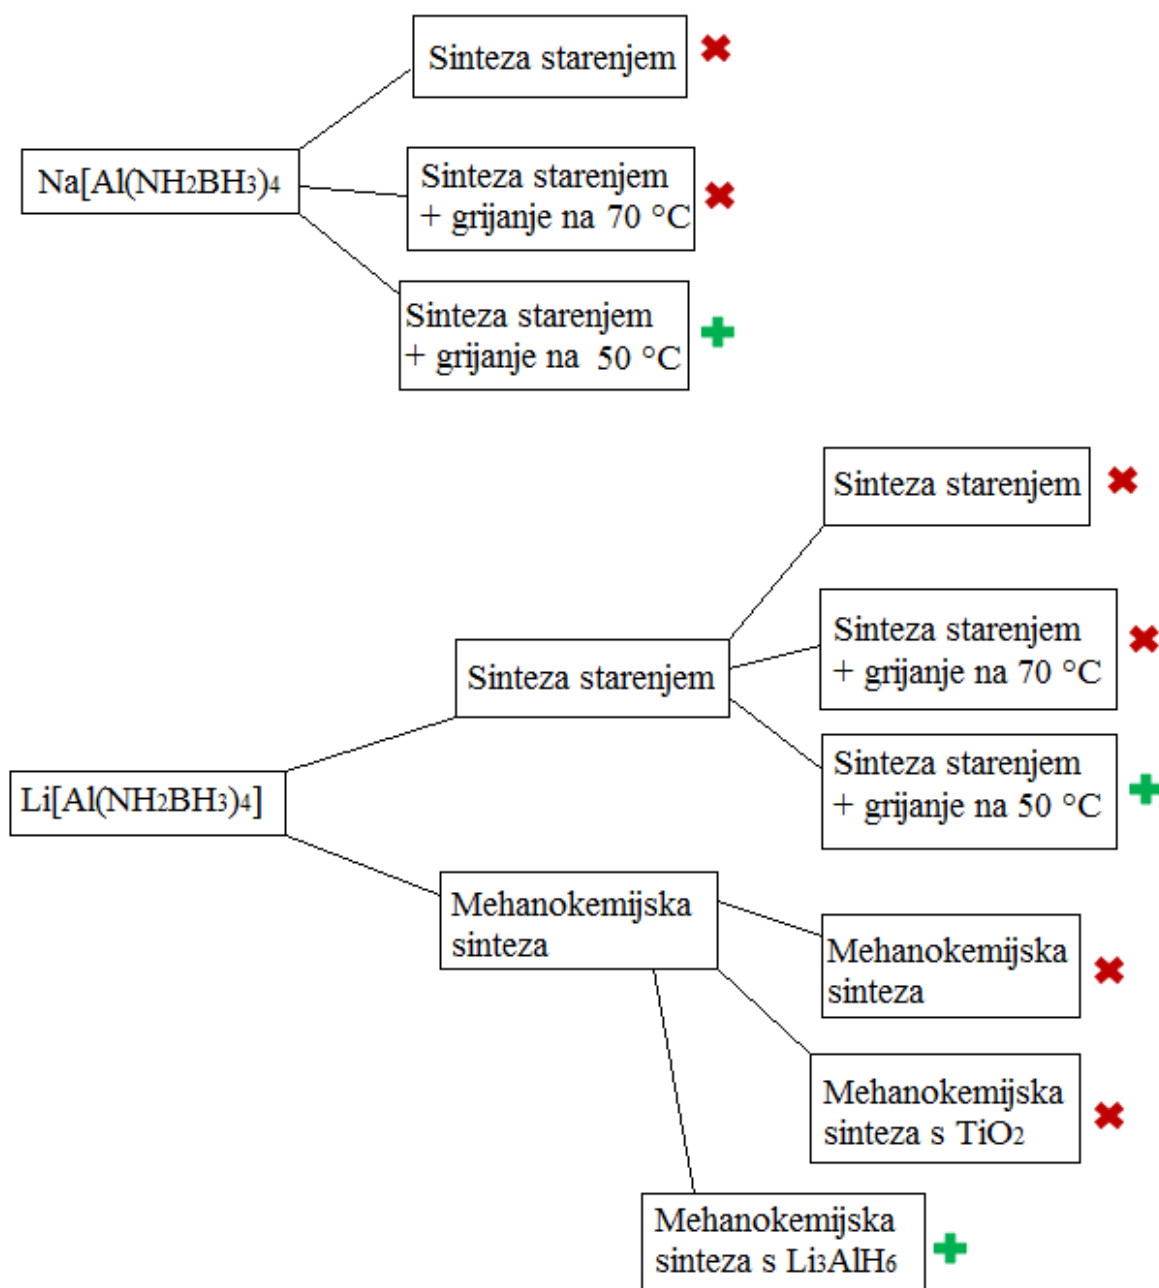 Sinteza starenjem
Na[Al(NH2BH3)4
Sinteza starenjem
+ grijanje na 70 °C
Sinteza starenjem
+ grijanje na 50 °C
Sinteza starenjem
Sinteza starenjem
+ grijanje na 70 °C
Sinteza starenjem
Sinteza starenjem
+ grijanje na 50 °C
Li[Al(NH2BH3)4]
Mehanokemijska
sinteza
Mehanokemijska
sinteza
Mehanokemijska
sinteza s TiO2
Mehanokemijska
sinteza s Li3AlH6